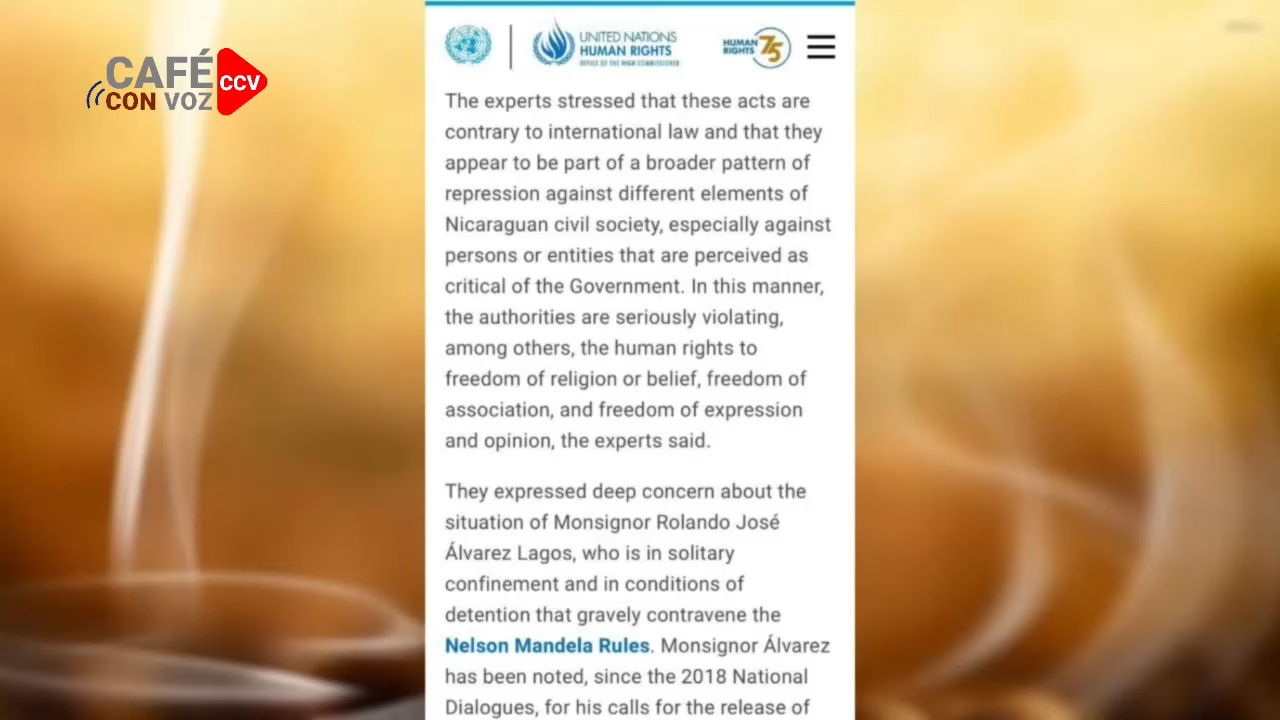 CAFÉ
CON VOZ
CCV
UNITED NATIONS
HUMAN RIGHTS
OFFICE OF THE HIGH COMMISSIONER
HUMAN
RIGHTS
75
The experts stressed that these acts are
contrary to international law and that they
appear to be part of a broader pattern of
repression against different elements of
Nicaraguan civil society, especially against
persons or entities that are perceived as
critical of the Government. In this manner,
the authorities are seriously violating,
among others, the human rights to
freedom of religion or belief, freedom of
association, and freedom of expression
and opinion, the experts said.
They expressed deep concern about the
situation of Monsignor Rolando José
Álvarez Lagos, who is in solitary
confinement and in conditions of
detention that gravely contravene the
Nelson Mandela Rules. Monsignor Álvarez
has been noted, since the 2018 National
Dialogues, for his calls for the release of